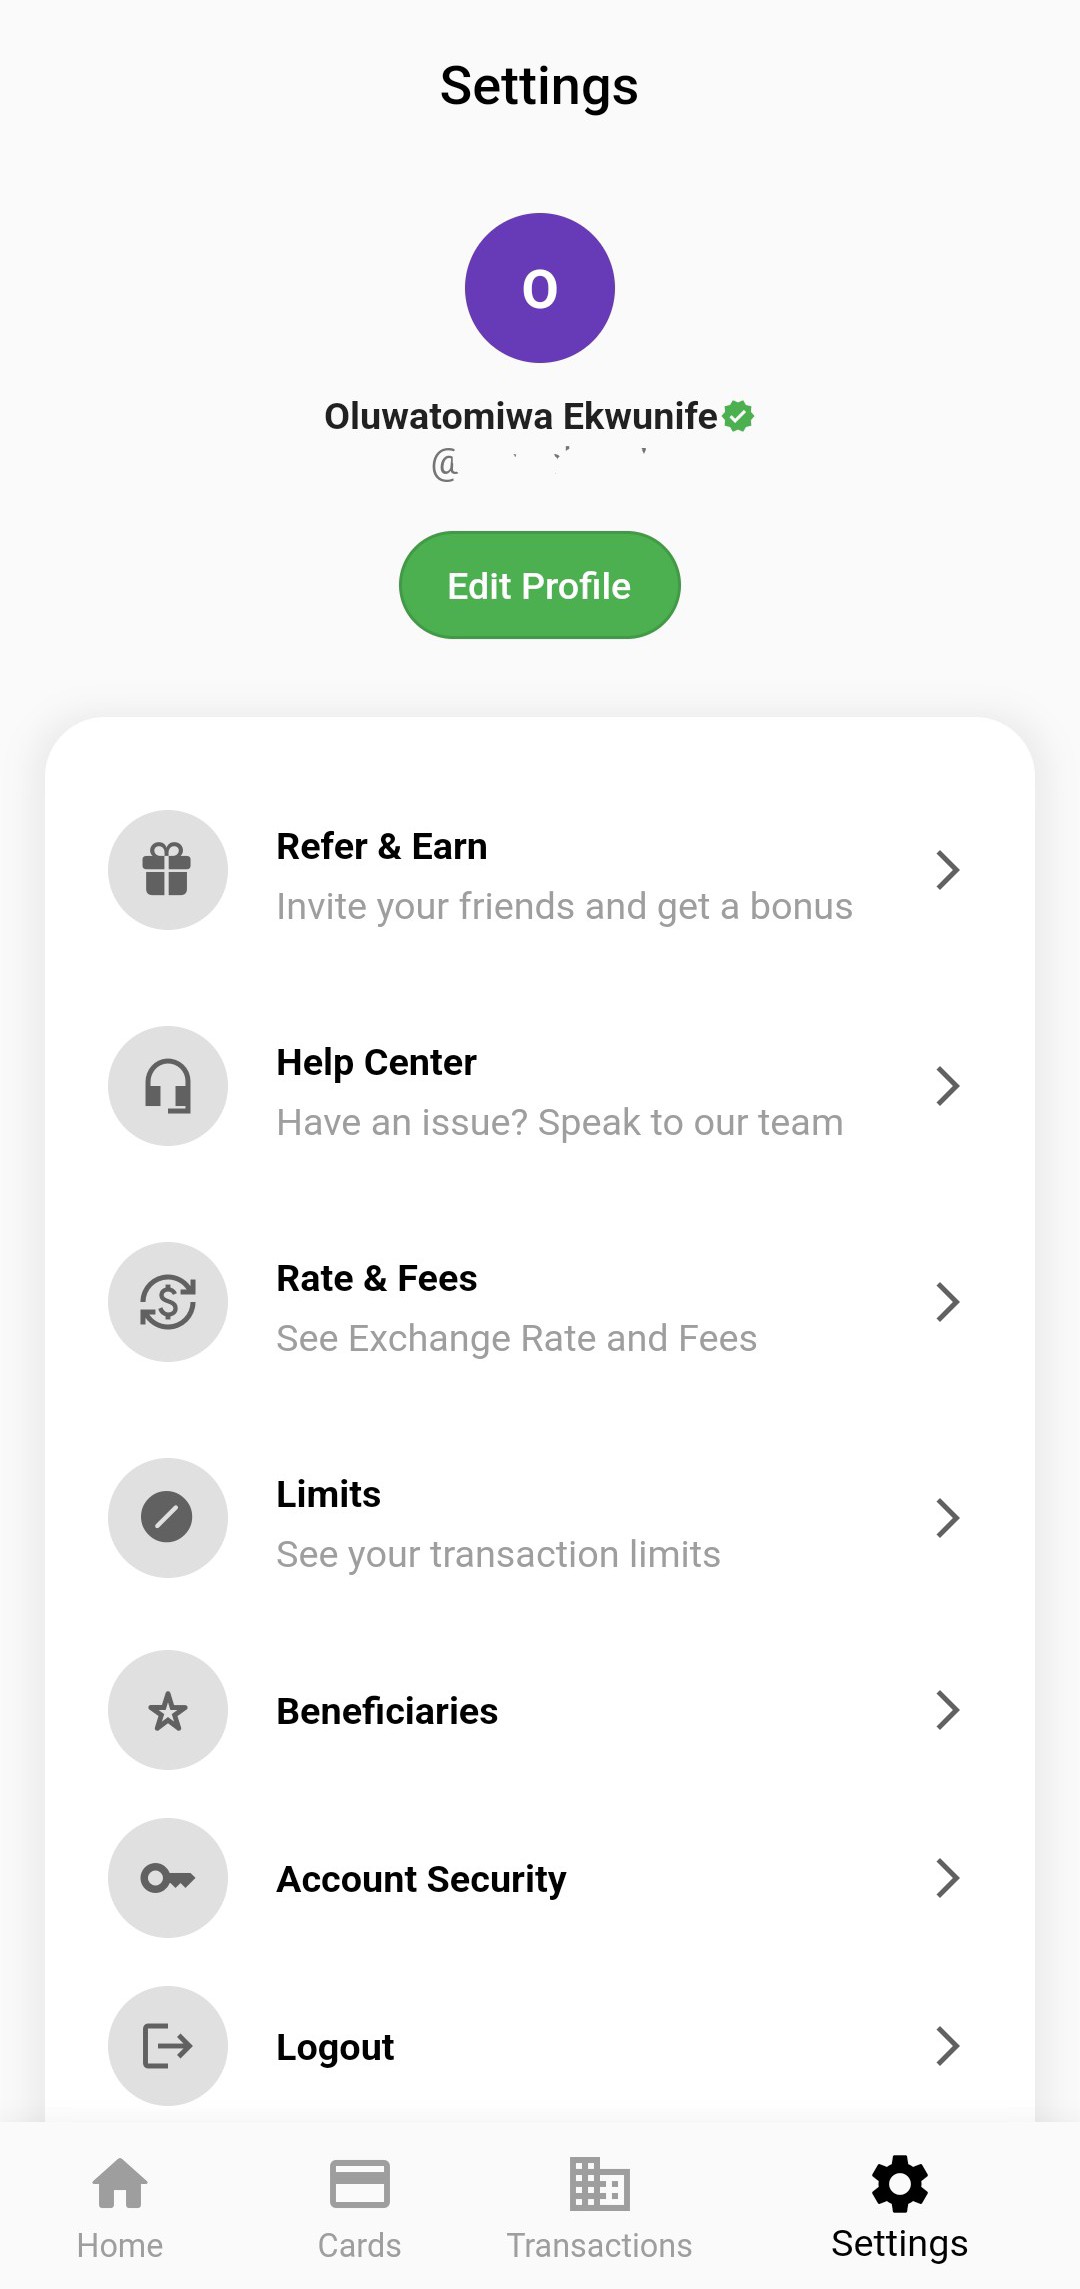 Settings
O
Oluwatomiwa Ekwunife
@
Edit Profile
Refer & Earn
Invite your friends and get a bonus
Help Center
Have an issue? Speak to our team
Rate & Fees
See Exchange Rate and Fees
Limits
See your transaction limits
Beneficiaries
Account Security
Logout
Home
Cards
Transactions
Settings